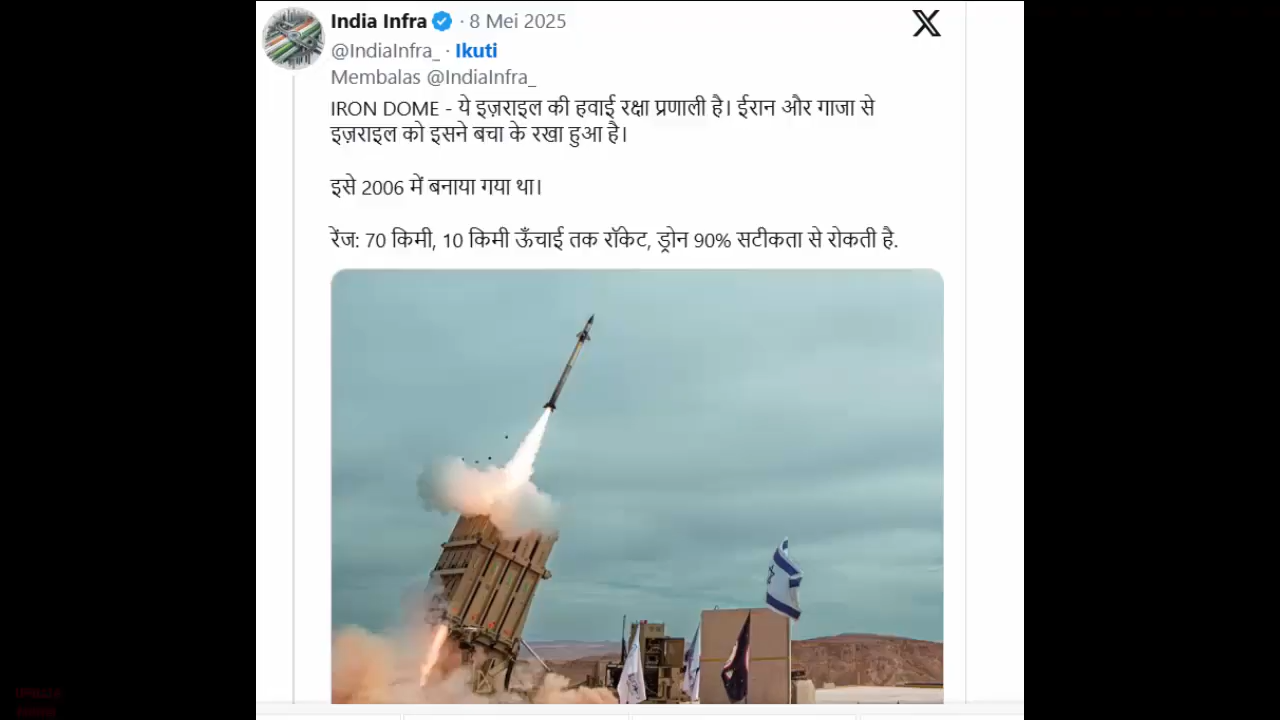 India Infra · 8 Mei 2025
@IndiaInfra_ · Ikuti
Membalas @IndiaInfra_
IRON DOME - ये इज़राइल की हवाई रक्षा प्रणाली है। ईरान और गाजा से
इज़राइल को इसने बचा के रखा हुआ है।
इसे 2006 में बनाया गया था।
रेंज: 70 किमी, 10 किमी ऊँचाई तक रॉकेट, ड्रोन 90% सटीकता से रोकती है.